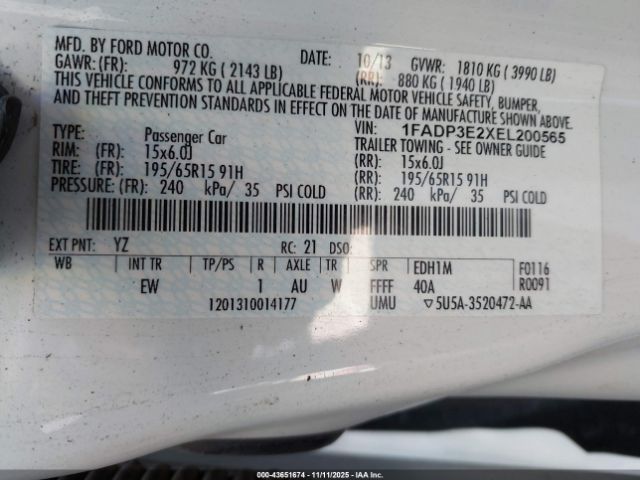 MFD. BY FORD MOTOR CO. DATE: 10/13 GVWR: 1810 KG ( 3990 LB)
GAWR: (FR): 972 KG ( 2143 LB) (RR): 880 KG ( 1940 LB)
THIS VEHICLE CONFORMS TO ALL APPLICABLE FEDERAL MOTOR VEHICLE SAFETY, BUMPER,
AND THEFT PREVENTION STANDARDS IN EFFECT ON THE DATE OF MANUFACTURE SHOWN ABOVE.
VIN: 1FADP3E2XEL200565
TYPE: Passenger Car TRAILER TOWING - SEE OWNER GUIDE
RIM: (FR): 15x6.0J (RR): 15x6.0J
TIRE: (FR): 195/65R15 91H (RR): 195/65R15 91H
PRESSURE: (FR): 240 kPa/ 35 PSI COLD (RR): 240 kPa/ 35 PSI COLD
EXT PNT: YZ RC: 21 DSO:
WB INT TR TP/PS R AXLE TR SPR EDH1M F0116
EW 1 AU W FFFF 40A R0091
1201310014177 UMU ▽5U5A-3520472-AA
000-43651674 - 11/11/2025 - IAAI.com